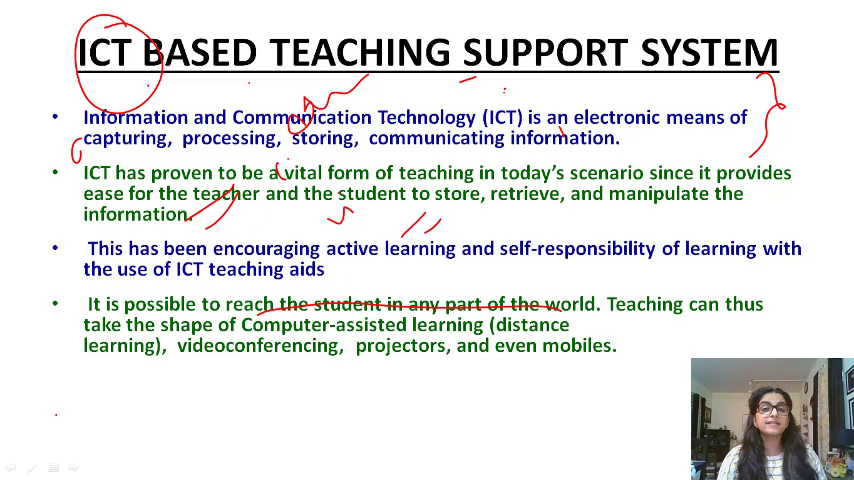 ICT BASED TEACHING SUPPORT SYSTEM
• Information and Communication Technology (ICT) is an electronic means of
capturing, processing, storing, communicating information.
• ICT has proven to be a vital form of teaching in today's scenario since it provides
ease for the teacher and the student to store, retrieve, and manipulate the
information.
• This has been encouraging active learning and self-responsibility of learning with
the use of ICT teaching aids
• It is possible to reach the student in any part of the world. Teaching can thus
take the shape of Computer-assisted learning (distance
learning), videoconferencing, projectors, and even mobiles.